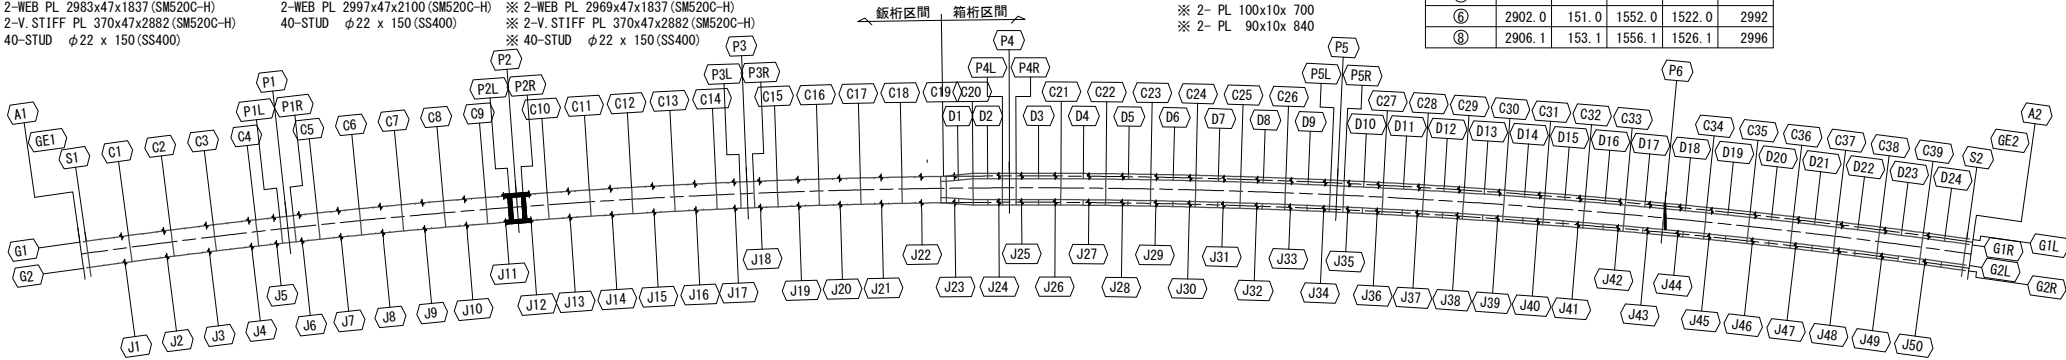 2-WEB PL 2983x47x1837(SM520C-H)
2-V.STIFF PL 370x47x2882(SM520C-H)
40-STUD φ22 x 150(SS400)
2-WEB PL 2997x47x2100(SM520C-H)
40-STUD φ22 x 150(SS400)
※ 2-WEB PL 2969x47x1837(SM520C-H)
※ 2-V.STIFF PL 370x47x2882(SM520C-H)
※ 40-STUD φ22 x 150(SS400)
鈑桁区間 箱桁区間
※ 2- PL 100x10x 700
※ 2- PL 90x10x 840
⑥ 2902.0 151.0 1552.0 1522.0 2992
⑧ 2906.1 153.1 1556.1 1526.1 2996
A1 P1 P2 P3 P4 P5 P6 A2
GE1 S1 P1L P1R P2L P2R P3L P3R P4L P4R P5L P5R S2 GE2
C1 C2 C3 C4 C5 C6 C7 C8 C9 C10 C11 C12 C13 C14 C15 C16 C17 C18 C19 C20 C21 C22 C23 C24 C25 C26 C27 C28 C29 C30 C31 C32 C33 C34 C35 C36 C37 C38 C39
D1 D2 D3 D4 D5 D6 D7 D8 D9 D10 D11 D12 D13 D14 D15 D16 D17 D18 D19 D20 D21 D22 D23 D24
G1
G2
G1L
G1R
G2L
G2R
J1 J2 J3 J4 J5 J6 J7 J8 J9 J10 J11 J12 J13 J14 J15 J16 J17 J18 J19 J20 J21 J22 J23 J24 J25 J26 J27 J28 J29 J30 J31 J32 J33 J34 J35 J36 J37 J38 J39 J40 J41 J42 J43 J44 J45 J46 J47 J48 J49 J50